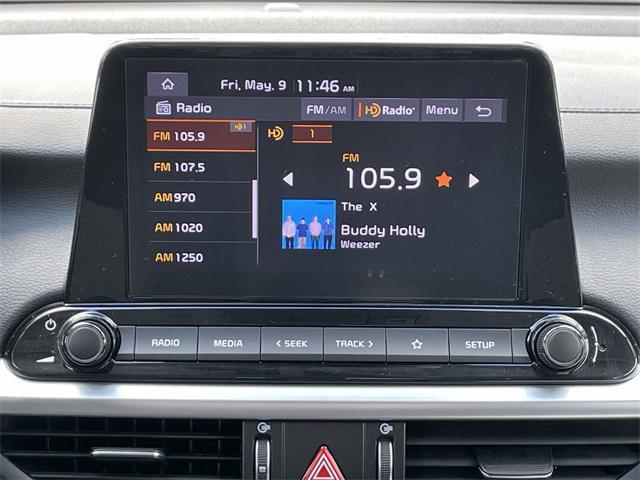 Fri, May. 9 11:46 AM
Radio FM/AM HD Radio Menu
FM 105.9 HD1
FM 107.5
AM 970
AM 1020
AM 1250
HD 1
FM
105.9
The X
Buddy Holly
Weezer
RADIO MEDIA < SEEK TRACK > SETUP